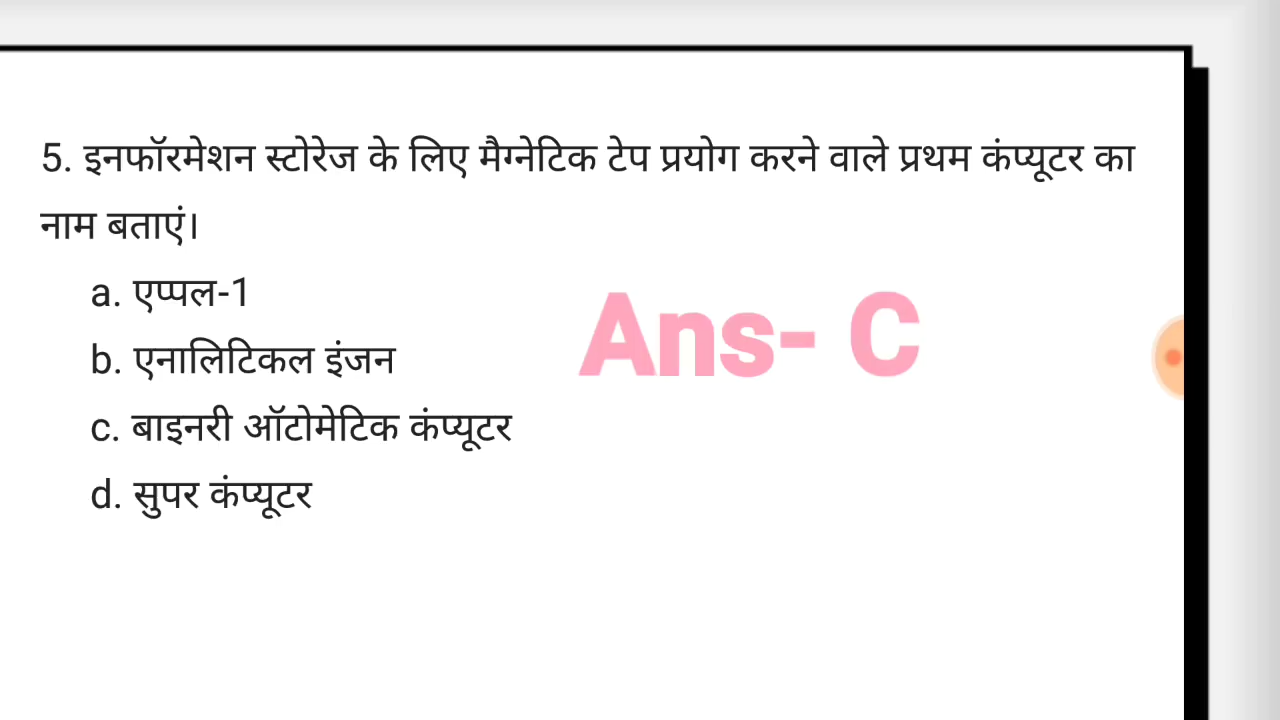 5. इनफॉरमेशन स्टोरेज के लिए मैग्नेटिक टेप प्रयोग करने वाले प्रथम कंप्यूटर का
नाम बताएं।
a. एप्पल-1
b. एनालिटिकल इंजन
Ans- C
c. बाइनरी ऑटोमेटिक कंप्यूटर
d. सुपर कंप्यूटर